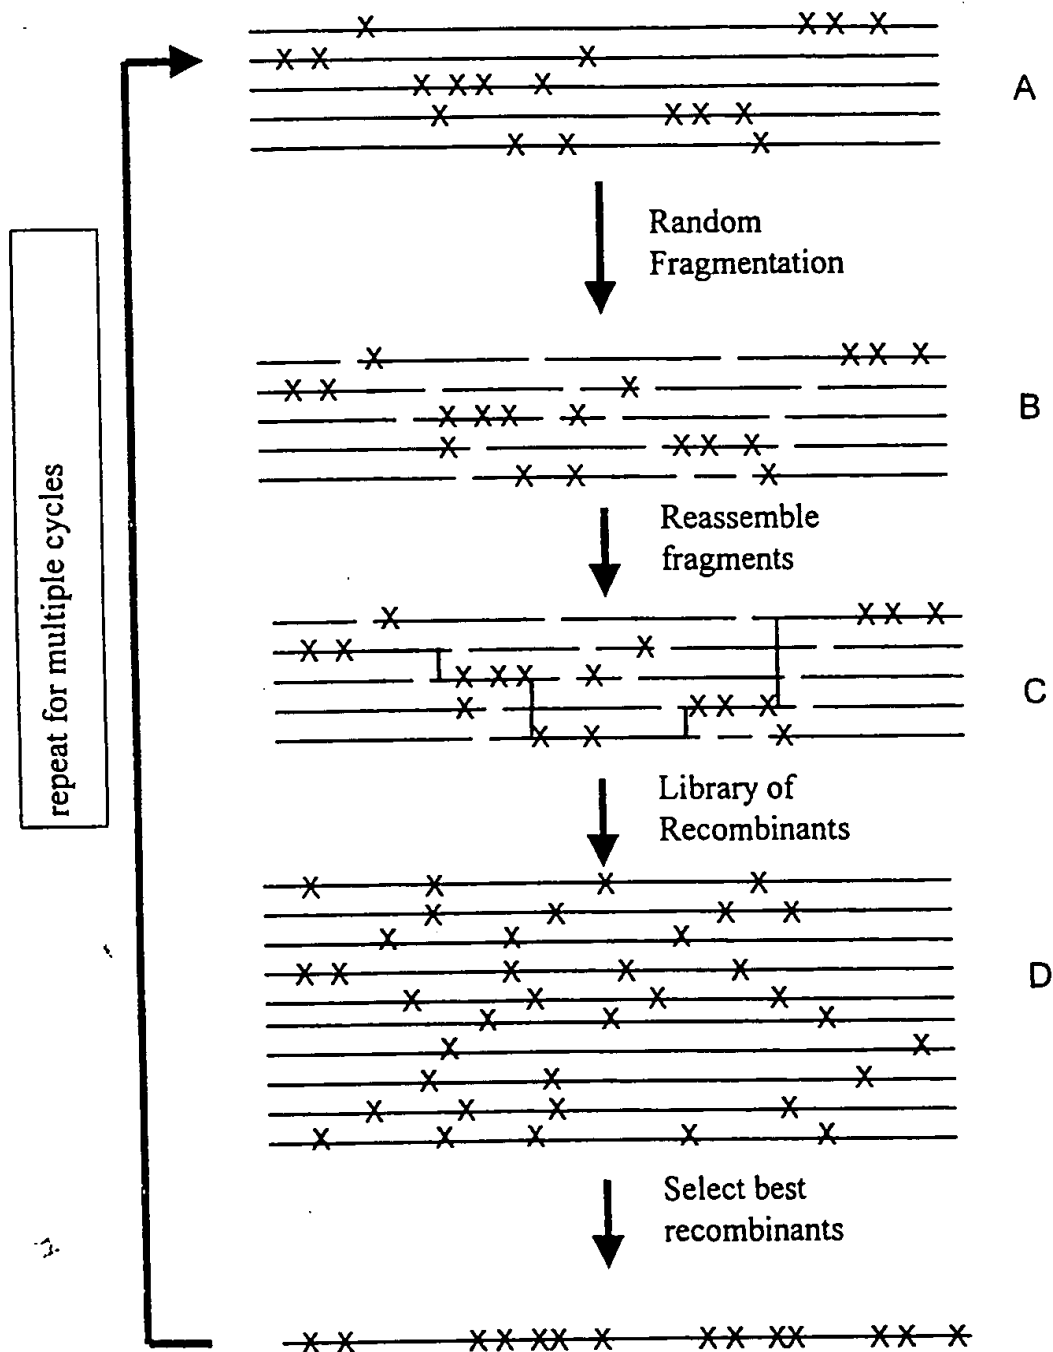 A
Random
Fragmentation
B
Reassemble
fragments
C
Library of
Recombinants
D
Select best
recombinants
repeat for multiple cycles